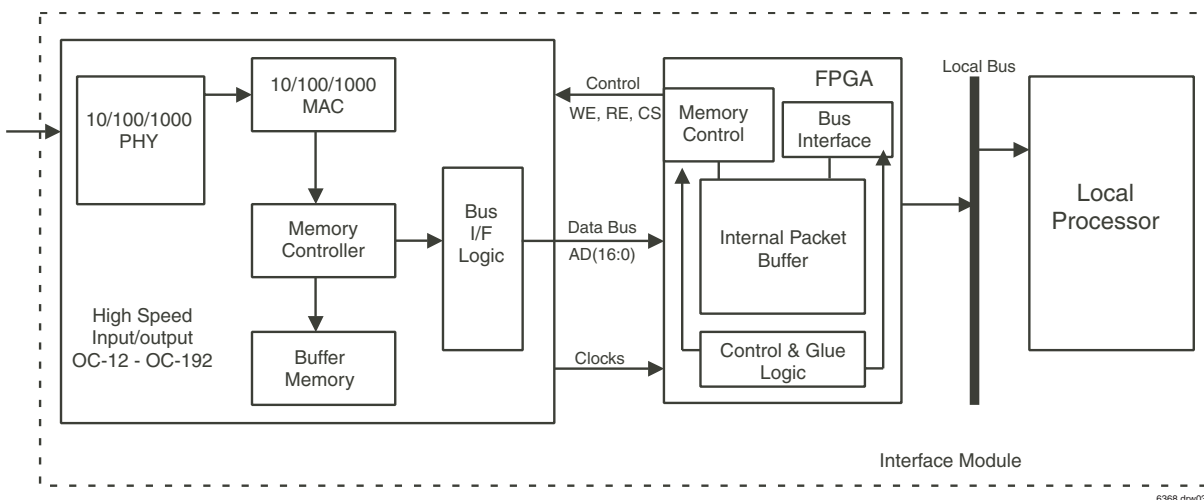 10/100/1000
PHY
10/100/1000
MAC
Memory
Controller
Buffer
Memory
Bus
I/F
Logic
High Speed
Input/output
OC-12 - OC-192
Control
WE, RE, CS
Data Bus
AD(16:0)
Clocks
FPGA
Memory
Control
Bus
Interface
Internal Packet
Buffer
Control & Glue
Logic
Local Bus
Local
Processor
Interface Module